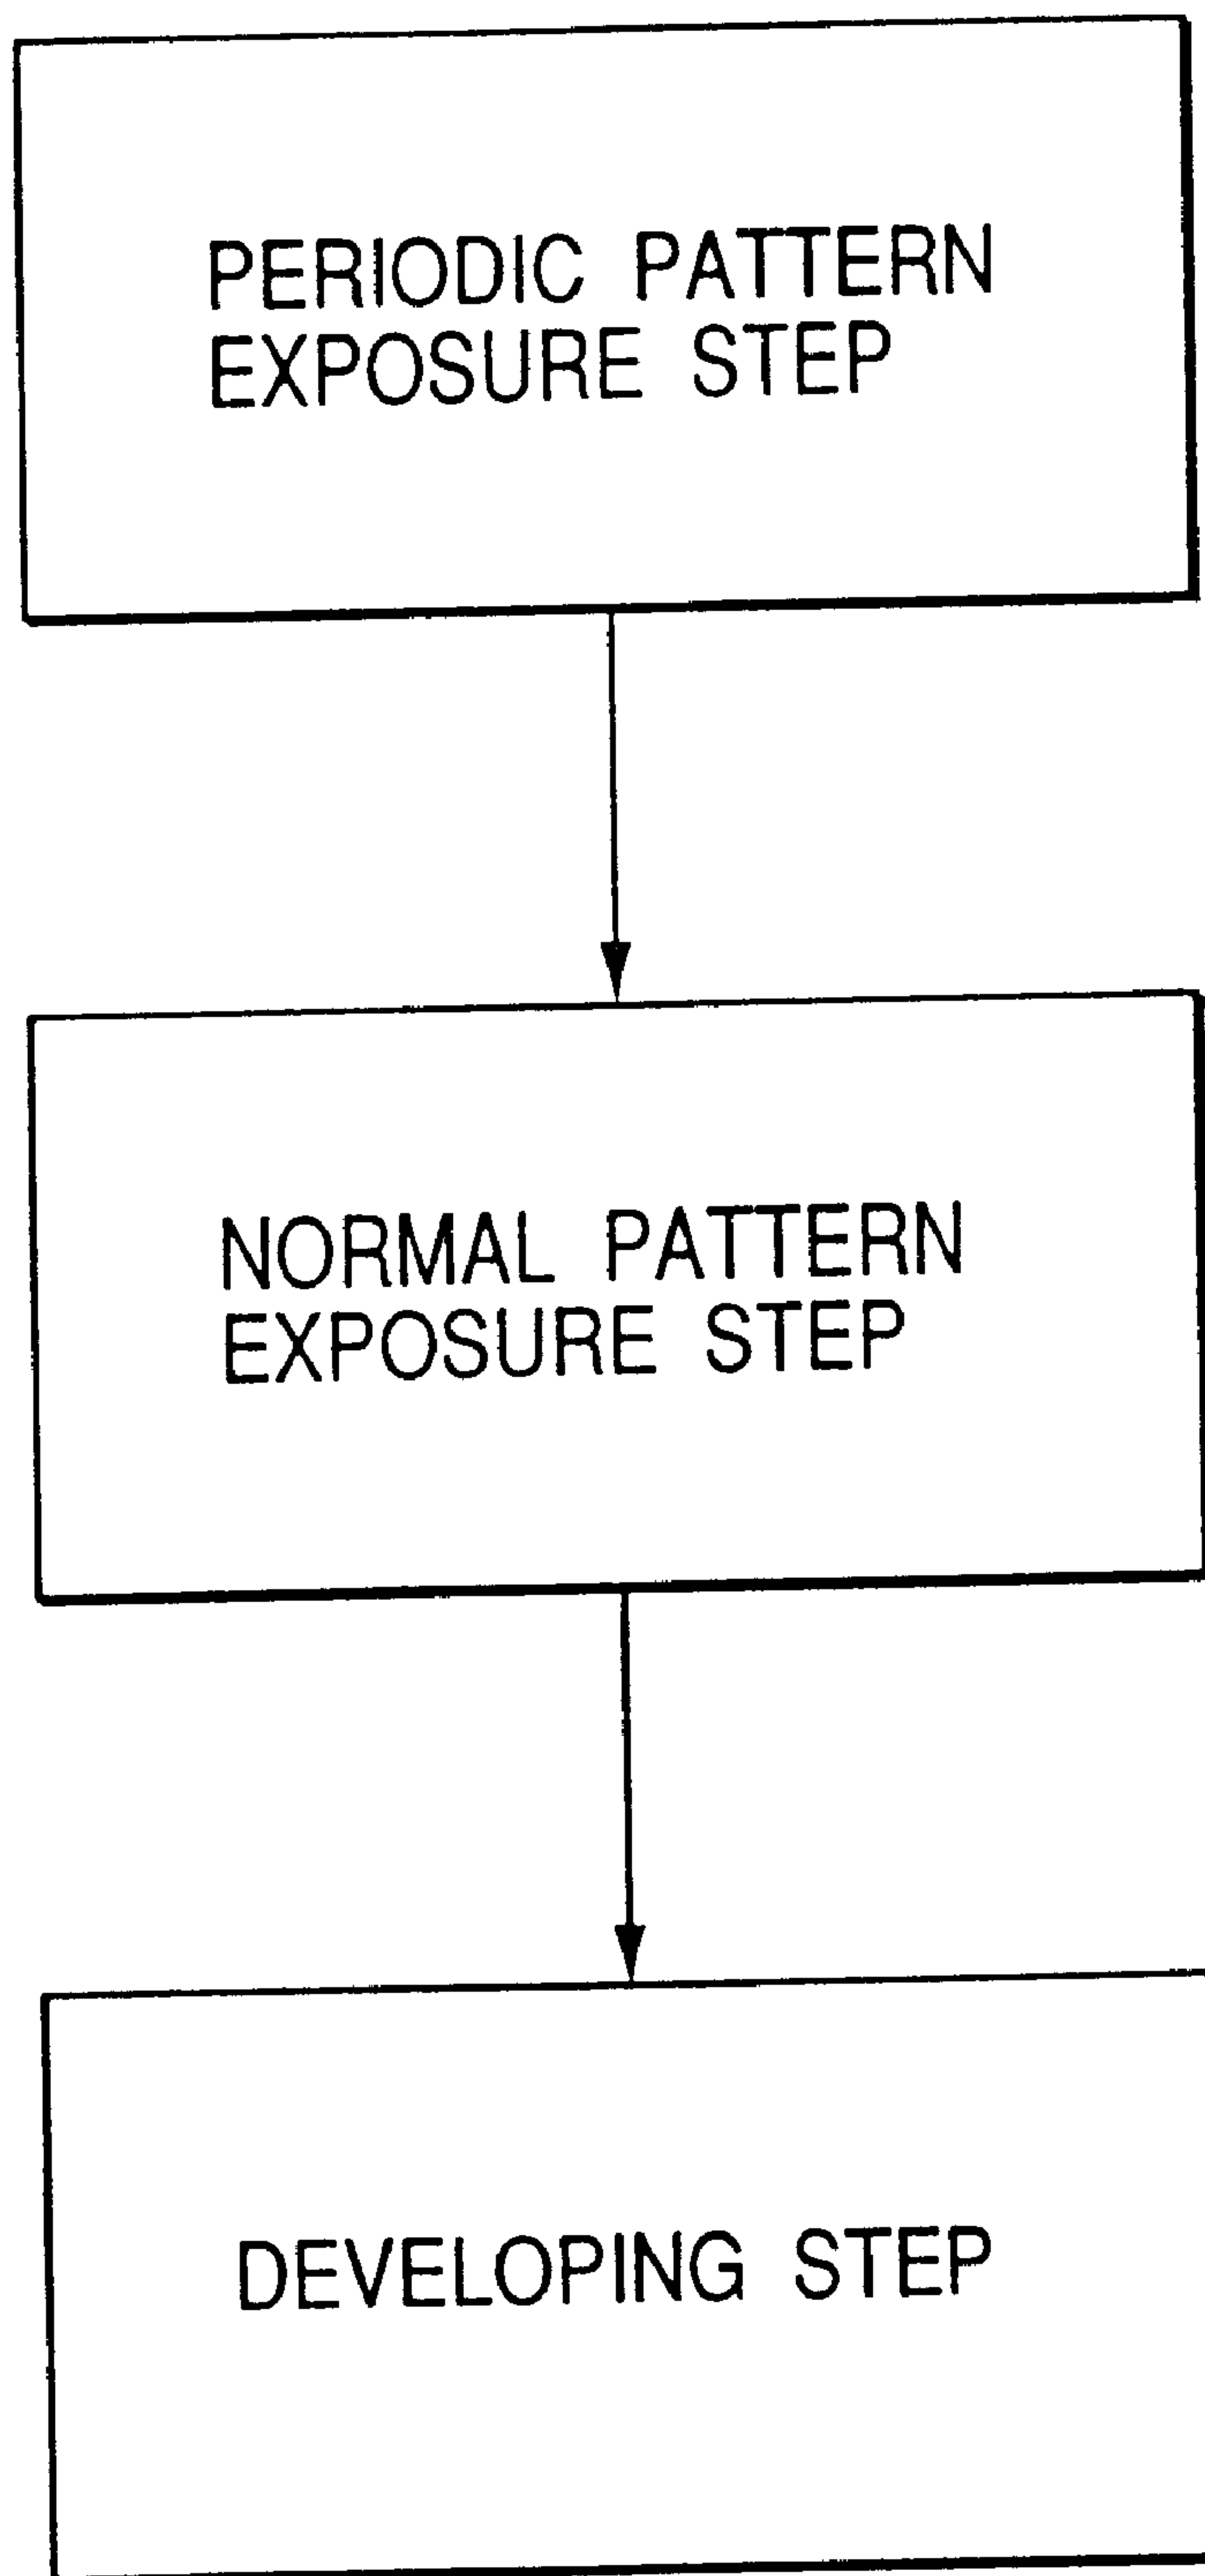 PERIODIC PATTERN
EXPOSURE STEP
NORMAL PATTERN
EXPOSURE STEP
DEVELOPING STEP